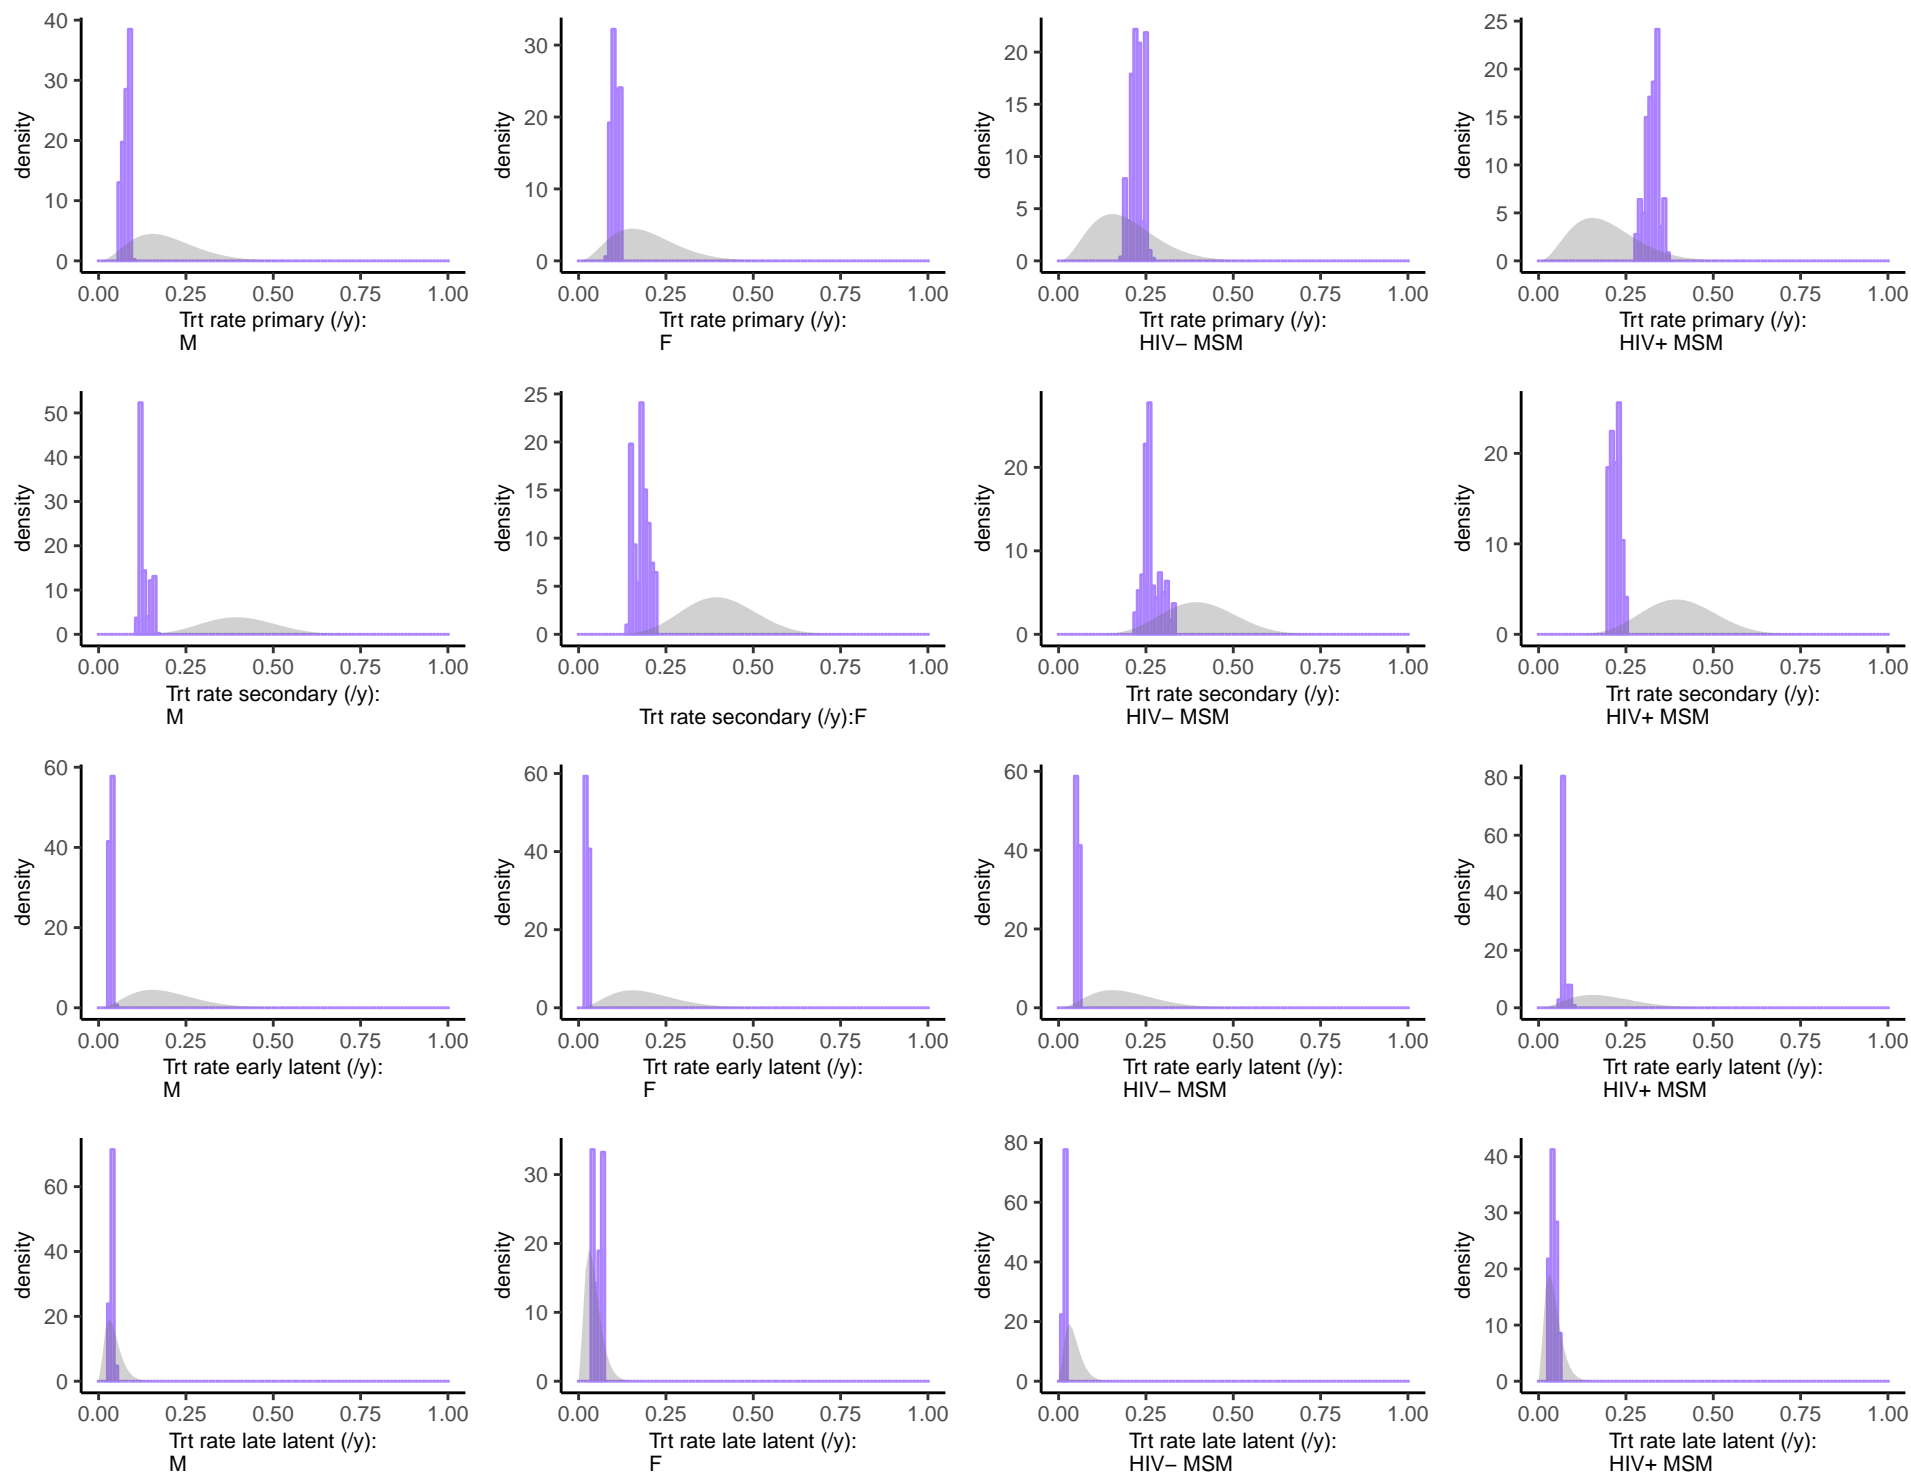 density
40
30
20
10
0
0.00 0.25 0.50 0.75 1.00
Trt rate primary (/y):
M
density
30
20
10
0
0.00 0.25 0.50 0.75 1.00
Trt rate primary (/y):
F
density
20
15
10
5
0
0.00 0.25 0.50 0.75 1.00
Trt rate primary (/y):
HIV− MSM
density
25
20
15
10
5
0
0.00 0.25 0.50 0.75 1.00
Trt rate primary (/y):
HIV+ MSM
density
50
40
30
20
10
0
0.00 0.25 0.50 0.75 1.00
Trt rate secondary (/y):
M
density
25
20
15
10
5
0
0.00 0.25 0.50 0.75 1.00
Trt rate secondary (/y):F
density
20
10
0
0.00 0.25 0.50 0.75 1.00
Trt rate secondary (/y):
HIV− MSM
density
20
10
0
0.00 0.25 0.50 0.75 1.00
Trt rate secondary (/y):
HIV+ MSM
density
60
40
20
0
0.00 0.25 0.50 0.75 1.00
Trt rate early latent (/y):
M
density
60
40
20
0
0.00 0.25 0.50 0.75 1.00
Trt rate early latent (/y):
F
density
60
40
20
0
0.00 0.25 0.50 0.75 1.00
Trt rate early latent (/y):
HIV− MSM
density
80
60
40
20
0
0.00 0.25 0.50 0.75 1.00
Trt rate early latent (/y):
HIV+ MSM
density
60
40
20
0
0.00 0.25 0.50 0.75 1.00
Trt rate late latent (/y):
M
density
30
20
10
0
0.00 0.25 0.50 0.75 1.00
Trt rate late latent (/y):
F
density
80
60
40
20
0
0.00 0.25 0.50 0.75 1.00
Trt rate late latent (/y):
HIV− MSM
density
40
30
20
10
0
0.00 0.25 0.50 0.75 1.00
Trt rate late latent (/y):
HIV+ MSM